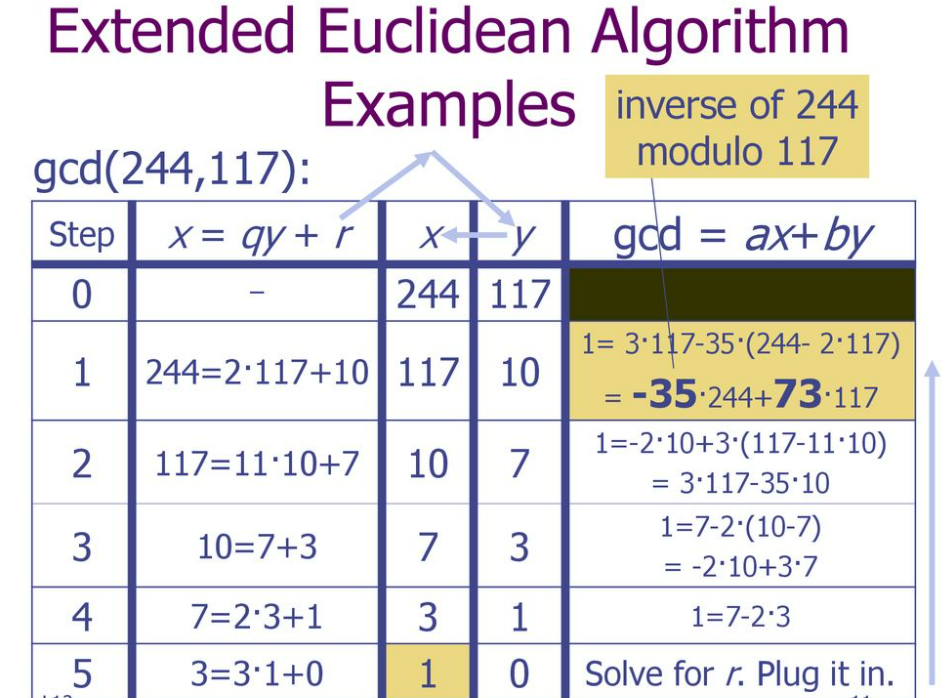 Extended Euclidean Algorithm
Examples
inverse of 244
modulo 117
gcd(244,117):
Step x = qy + r x y gcd = ax+by
0 – 244 117
1 244=2·117+10 117 10 1= 3·117-35·(244- 2·117)
= -35·244+73·117
2 117=11·10+7 10 7 1=-2·10+3·(117-11·10)
= 3·117-35·10
3 10=7+3 7 3 1=7-2·(10-7)
= -2·10+3·7
4 7=2·3+1 3 1 1=7-2·3
5 3=3·1+0 1 0 Solve for r. Plug it in.